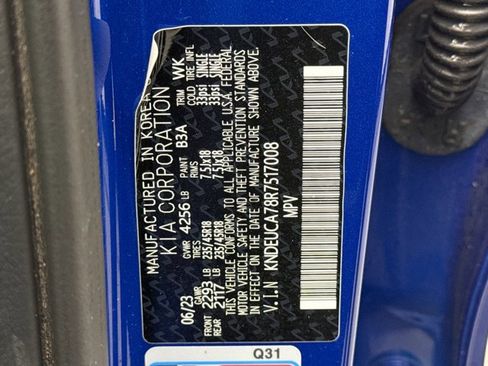 MANUFACTURED IN KOREA
KIA CORPORATION
06/23 GVWR 4256 LB PAINT B3A TRIM WK
GAWR TIRES RIMS COLD TIRE INFL
FRONT 2293 LB 235/45R18 7.5Jx18 33psi SINGLE
REAR 2117 LB 235/45R18 7.5Jx18 33psi SINGLE
THIS VEHICLE CONFORMS TO ALL APPLICABLE U.S.A FEDERAL
MOTOR VEHICLE SAFETY AND THEFT PREVENTION STANDARDS
IN EFFECT ON THE DATE OF MANUFACTURE SHOWN ABOVE.
V.I.N KNDEUCA78R7517008
MPV
Q31